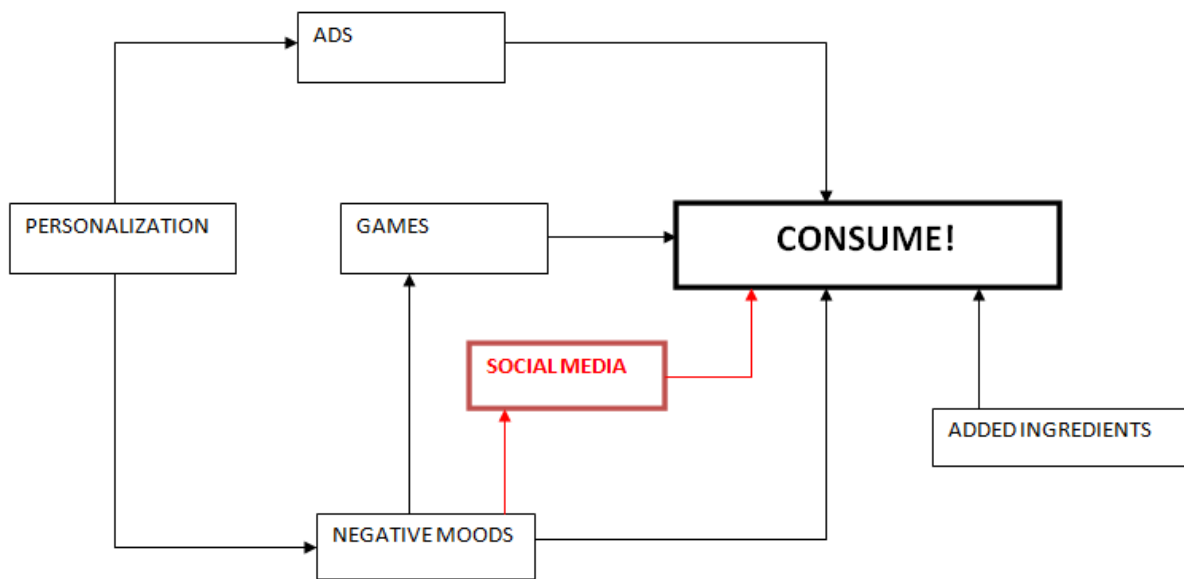 ADS
PERSONALIZATION
GAMES
CONSUME!
SOCIAL MEDIA
ADDED INGREDIENTS
NEGATIVE MOODS